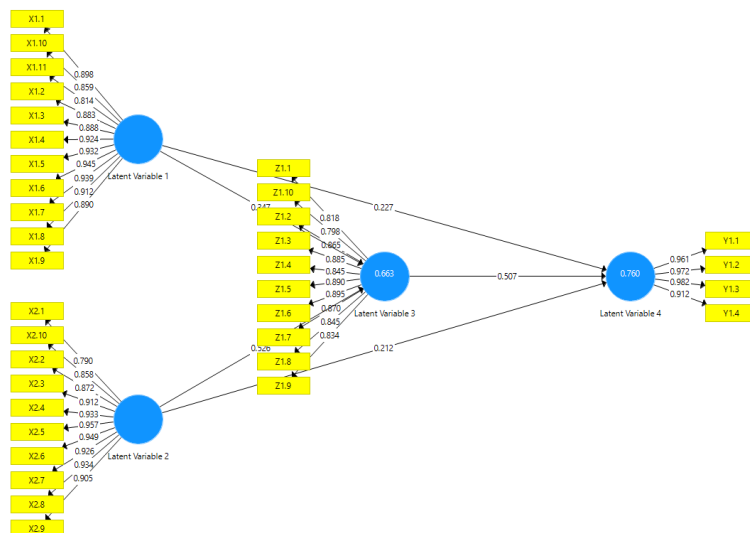 X1.1
X1.10
X1.11
X1.2
X1.3
X1.4
X1.5
X1.6
X1.7
X1.8
X1.9
0.898
0.859
0.814
0.883
0.888
0.924
0.932
0.945
0.939
0.912
0.890
Latent Variable 1
X2.1
X2.10
X2.2
X2.3
X2.4
X2.5
X2.6
X2.7
X2.8
X2.9
0.790
0.858
0.872
0.912
0.933
0.957
0.949
0.926
0.934
0.905
Latent Variable 2
Z1.1
Z1.10
Z1.2
Z1.3
Z1.4
Z1.5
Z1.6
Z1.7
Z1.8
Z1.9
0.818
0.798
0.865
0.885
0.845
0.890
0.895
0.870
0.845
0.834
0.663
Latent Variable 3
0.227
0.507
0.212
0.760
Latent Variable 4
0.961
0.972
0.982
0.912
Y1.1
Y1.2
Y1.3
Y1.4